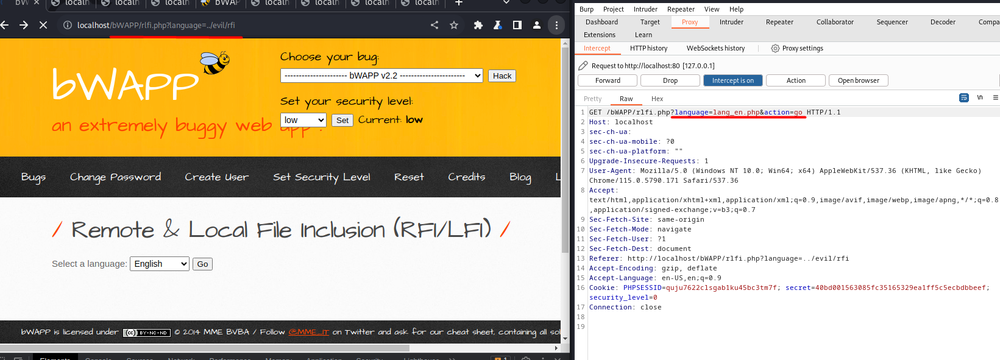 bW
localh
localh
localh
bWAP
localh
localh
localh
localh
localhost/bWAPP/rlfi.php?language=../evil/rfi
bWAPP
an extremely buggy web app !
Choose your bug:
---------------------- bWAPP v2.2 -----------------------
Hack
Set your security level:
low
Set
Current: low
Bugs
Change Password
Create User
Set Security Level
Reset
Credits
Blog
L
/ Remote & Local File Inclusion (RFI/LFI) /
Select a language:
English
Go
bWAPP is licensed under (cc) BY-NC-ND © 2014 MME BVBA / Follow @MME_IT on Twitter and ask for our cheat sheet, containing all sol
Elements
Console
Sources
Network
Performance
Memory
Application
Security
Lighthouse
1
Burp
Project
Intruder
Repeater
View
Help
Dashboard
Target
Proxy
Intruder
Repeater
Collaborator
Sequencer
Decoder
Compa
Extensions
Learn
Intercept
HTTP history
WebSockets history
Proxy settings
Request to http://localhost:80 [127.0.0.1]
Forward
Drop
Intercept is on
Action
Open browser
Pretty
Raw
Hex
\n
1 GET /bWAPP/rlfi.php?language=lang_en.php&action=go HTTP/1.1
2 Host: localhost
3 sec-ch-ua:
4 sec-ch-ua-mobile: ?0
5 sec-ch-ua-platform: ""
6 Upgrade-Insecure-Requests: 1
7 User-Agent: Mozilla/5.0 (Windows NT 10.0; Win64; x64) AppleWebKit/537.36 (KHTML, like Gecko)
Chrome/115.0.5790.171 Safari/537.36
8 Accept:
text/html,application/xhtml+xml,application/xml;q=0.9,image/avif,image/webp,image/apng,*/*;q=0.8
,application/signed-exchange;v=b3;q=0.7
9 Sec-Fetch-Site: same-origin
10 Sec-Fetch-Mode: navigate
11 Sec-Fetch-User: ?1
12 Sec-Fetch-Dest: document
13 Referer: http://localhost/bWAPP/rlfi.php?language=../evil/rfi
14 Accept-Encoding: gzip, deflate
15 Accept-Language: en-US,en;q=0.9
16 Cookie: PHPSESSID=quju7622clsgab1ku45bc3tm7f; secret=40bd001563085fc35165329ea1ff5c5ecbdbbeef;
security_level=0
17 Connection: close
18
19